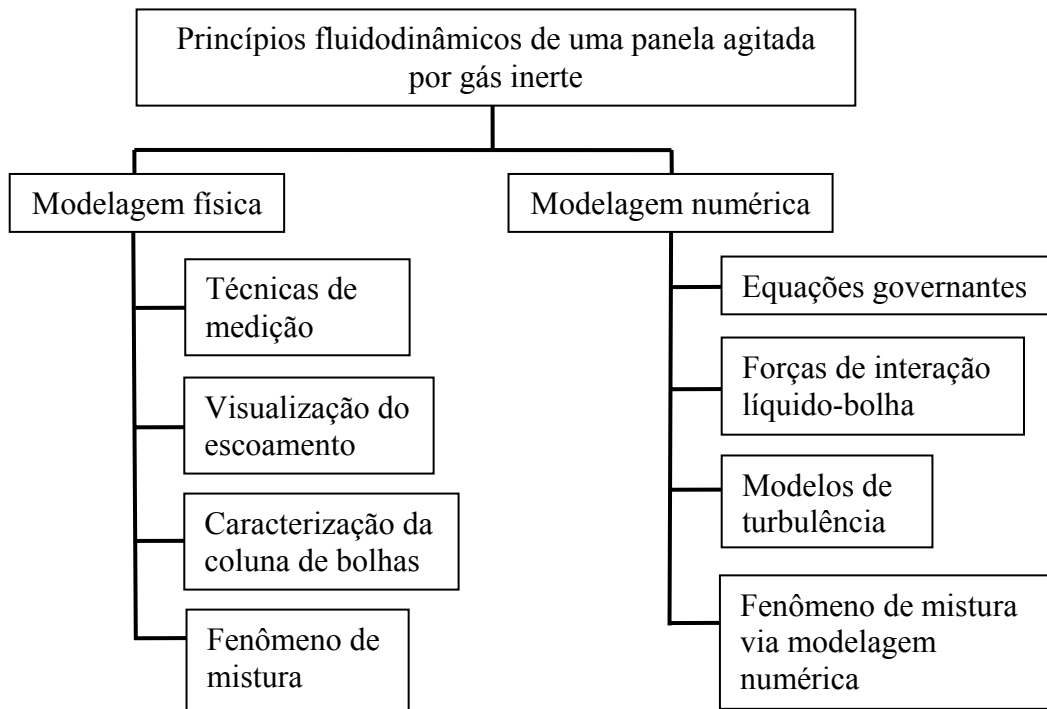 Princípios fluidodinâmicos de uma panela agitada
por gás inerte
Modelagem física
Técnicas de
medição
Visualização do
escoamento
Caracterização da
coluna de bolhas
Fenômeno de
mistura
Modelagem numérica
Equações governantes
Forças de interação
líquido-bolha
Modelos de
turbulência
Fenômeno de mistura
via modelagem
numérica